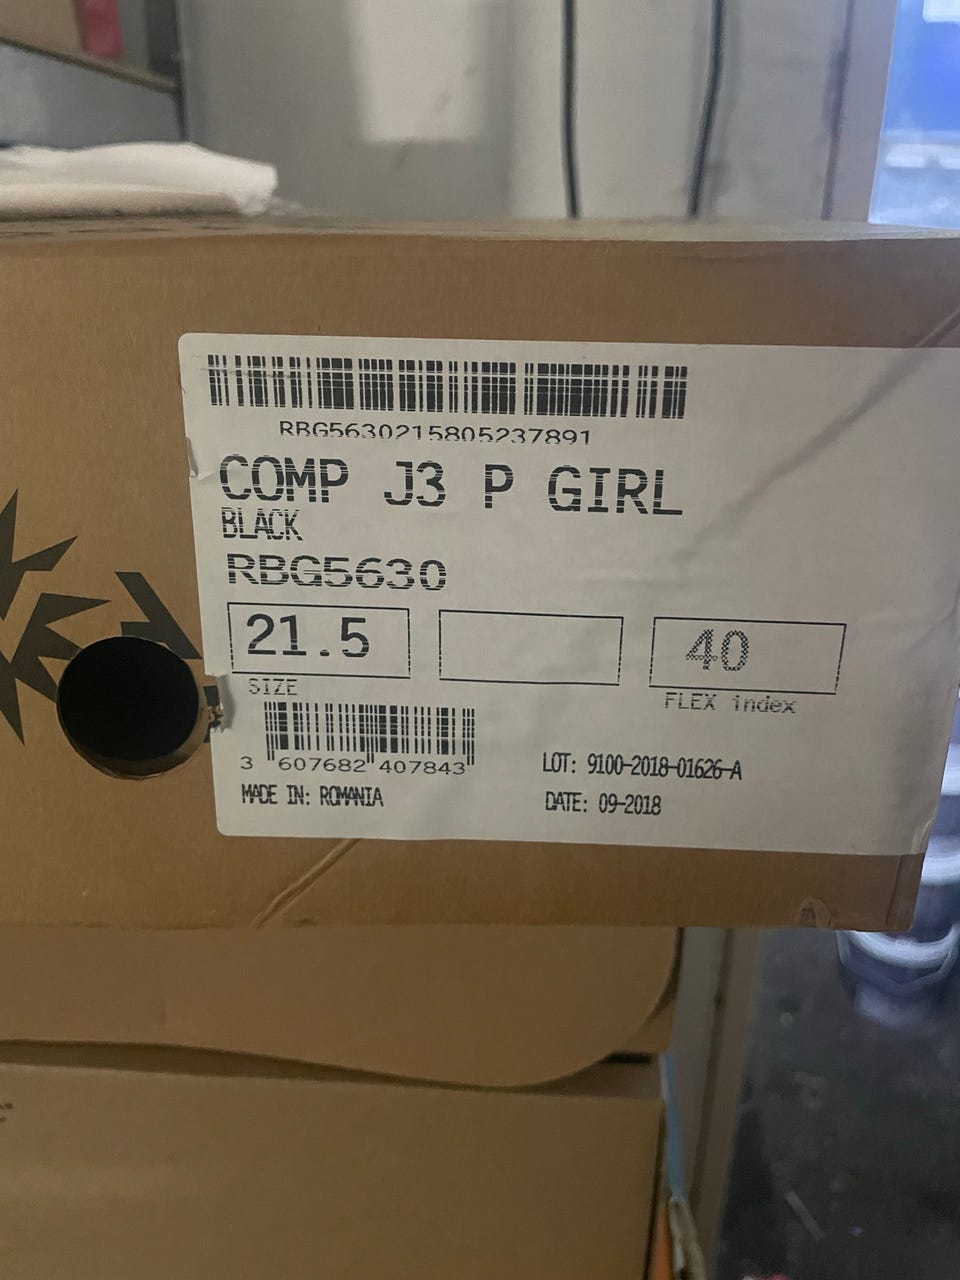 RBG5630215805237891
COMP J3 P GIRL
BLACK
RBG5630
21.5
40
SIZE
FLEX index
3 607682 407843
LOT: 9100-2018-01626-A
MADE IN: ROMANIA
DATE: 09-2018